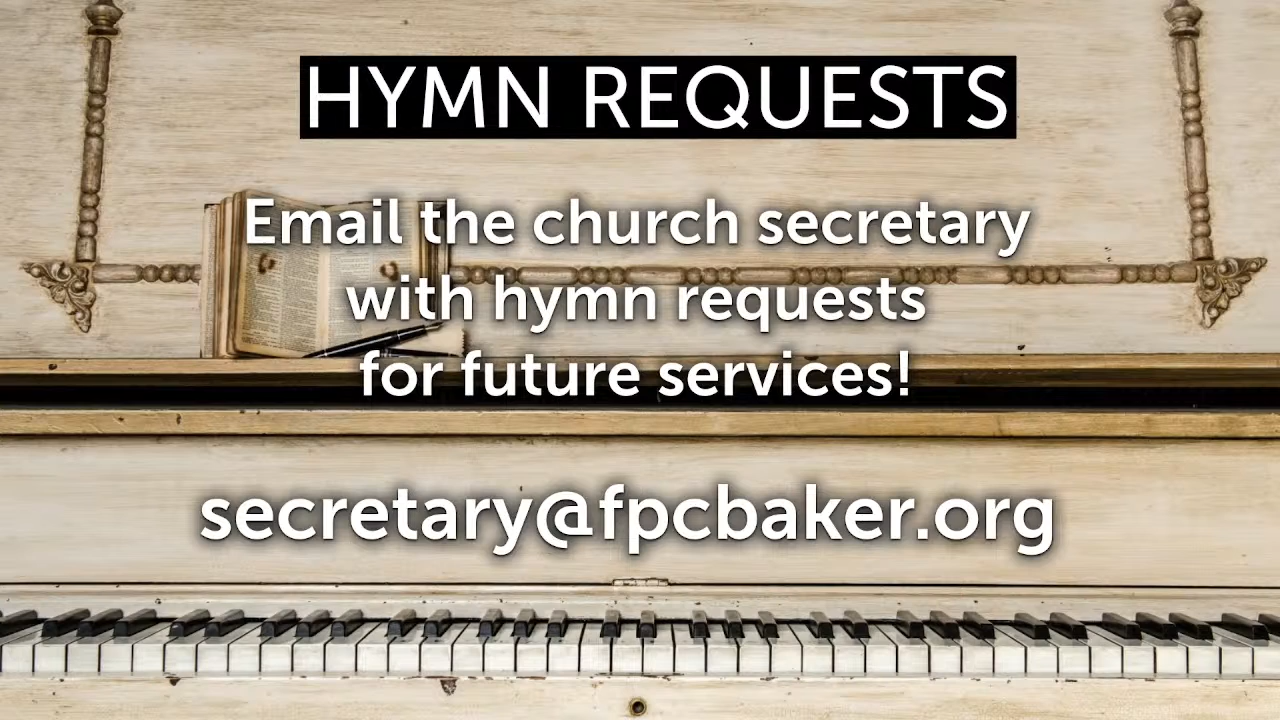 HYMN REQUESTS
Email the church secretary
with hymn requests
for future services!
secretary@fpcbaker.org